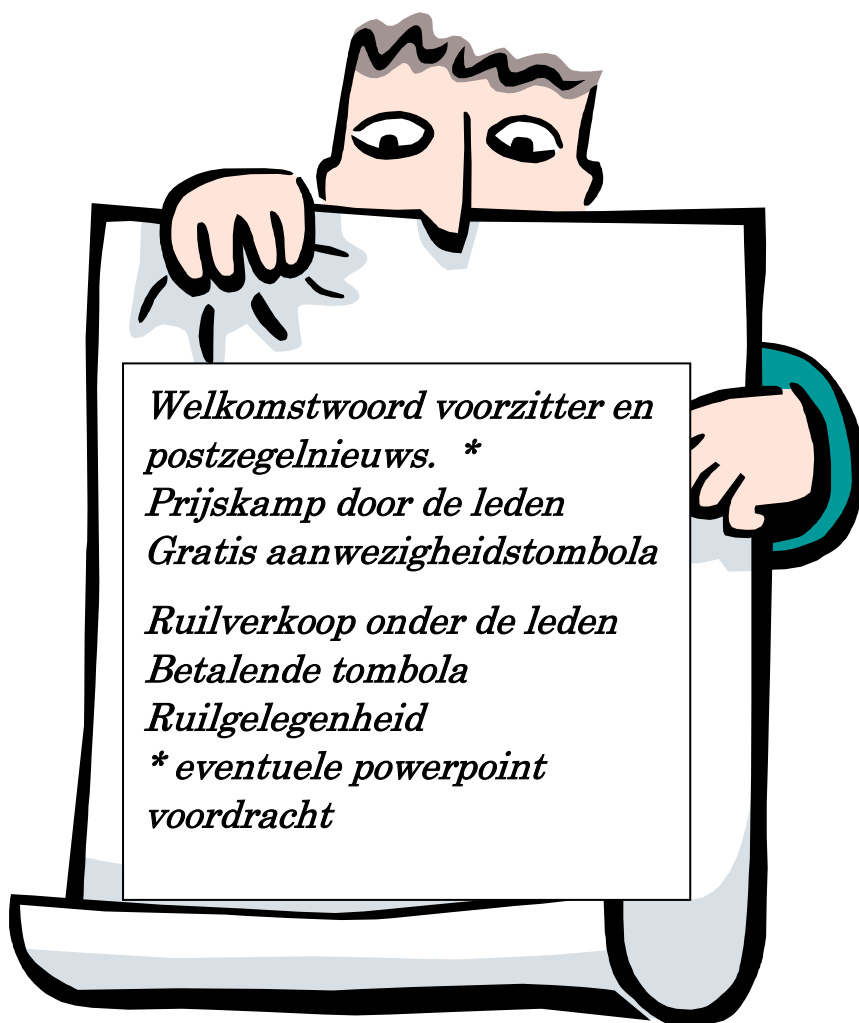 Welkomstwoord voorzitter en
postzegelnieuws. *
Prijskamp door de leden
Gratis aanwezigheidstombola
Ruilverkoop onder de leden
Betalende tombola
Ruilgelegenheid
* eventuele powerpoint
voordracht